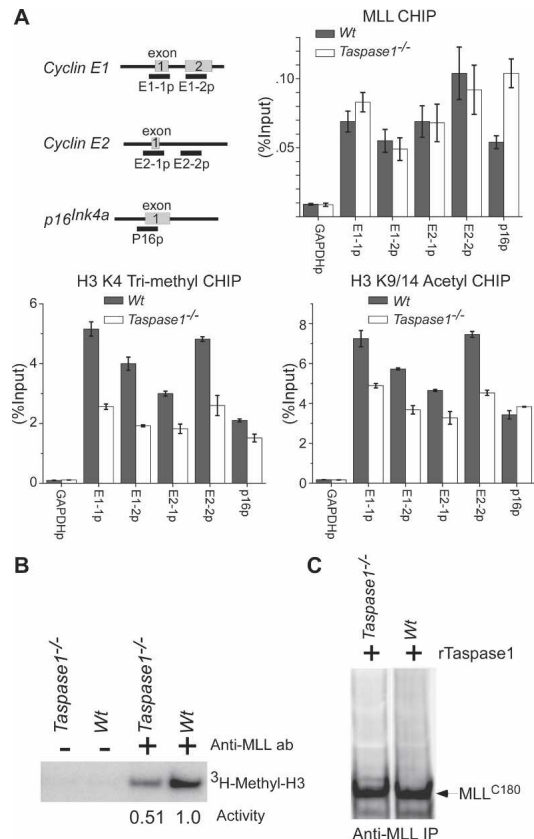 A
MLL CHIP
Cyclin E1
exon
1 2
E1-1p E1-2p
Cyclin E2
exon
1
E2-1p E2-2p
p16Ink4a
exon
1
P16p
Wt
Taspase1-/-
(%Input)
.10
.05
GAPDHp E1-1p E1-2p E2-1p E2-2p p16p
H3 K4 Tri-methyl CHIP
Wt
Taspase1-/-
(%Input)
6
4
2
0
GAPDHp E1-1p E1-2p E2-1p E2-2p p16p
H3 K9/14 Acetyl CHIP
Wt
Taspase1-/-
(%Input)
8
6
4
2
0
GAPDHp E1-1p E1-2p E2-1p E2-2p p16p
B
Taspase1-/- Wt Taspase1-/- Wt
- - + + Anti-MLL ab
3H-Methyl-H3
0.51 1.0 Activity
C
Taspase1-/- Wt
+ + rTaspase1
MLLC180
Anti-MLL IP